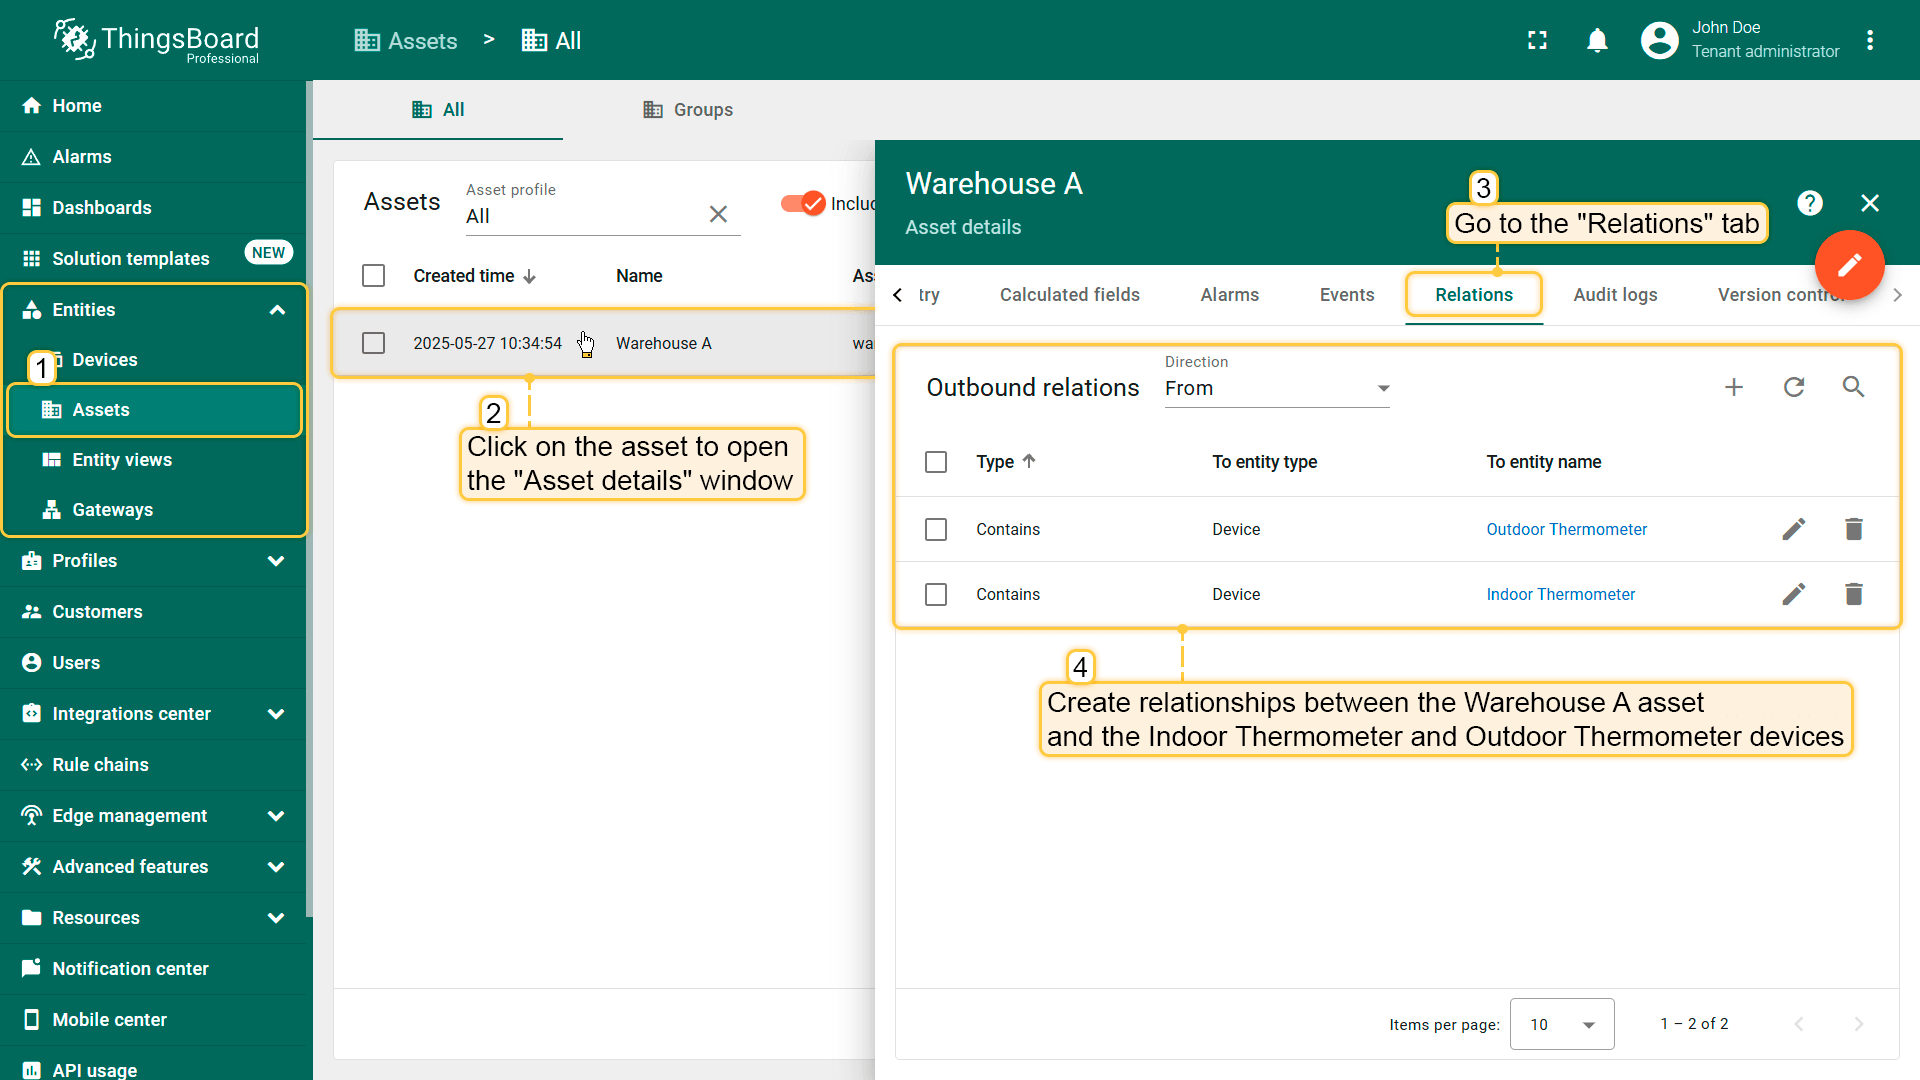 ThingsBoard
Professional
Assets > All
John Doe
Tenant administrator
Home
Alarms
Dashboards
Solution templates NEW
Entities
1
Devices
Assets
Entity views
Gateways
Profiles
Customers
Users
Integrations center
Rule chains
Edge management
Advanced features
Resources
Notification center
Mobile center
API usage
All Groups
Assets
Asset profile
All
Includ
Created time Name Ass
2025-05-27 10:34:54 Warehouse A wa
2
Click on the asset to open
the "Asset details" window
Warehouse A
Asset details
3
Go to the "Relations" tab
try Calculated fields Alarms Events Relations Audit logs Version contro
Outbound relations
Direction
From
Type To entity type To entity name
Contains Device Outdoor Thermometer
Contains Device Indoor Thermometer
4
Create relationships between the Warehouse A asset
and the Indoor Thermometer and Outdoor Thermometer devices
Items per page: 10 1 – 2 of 2